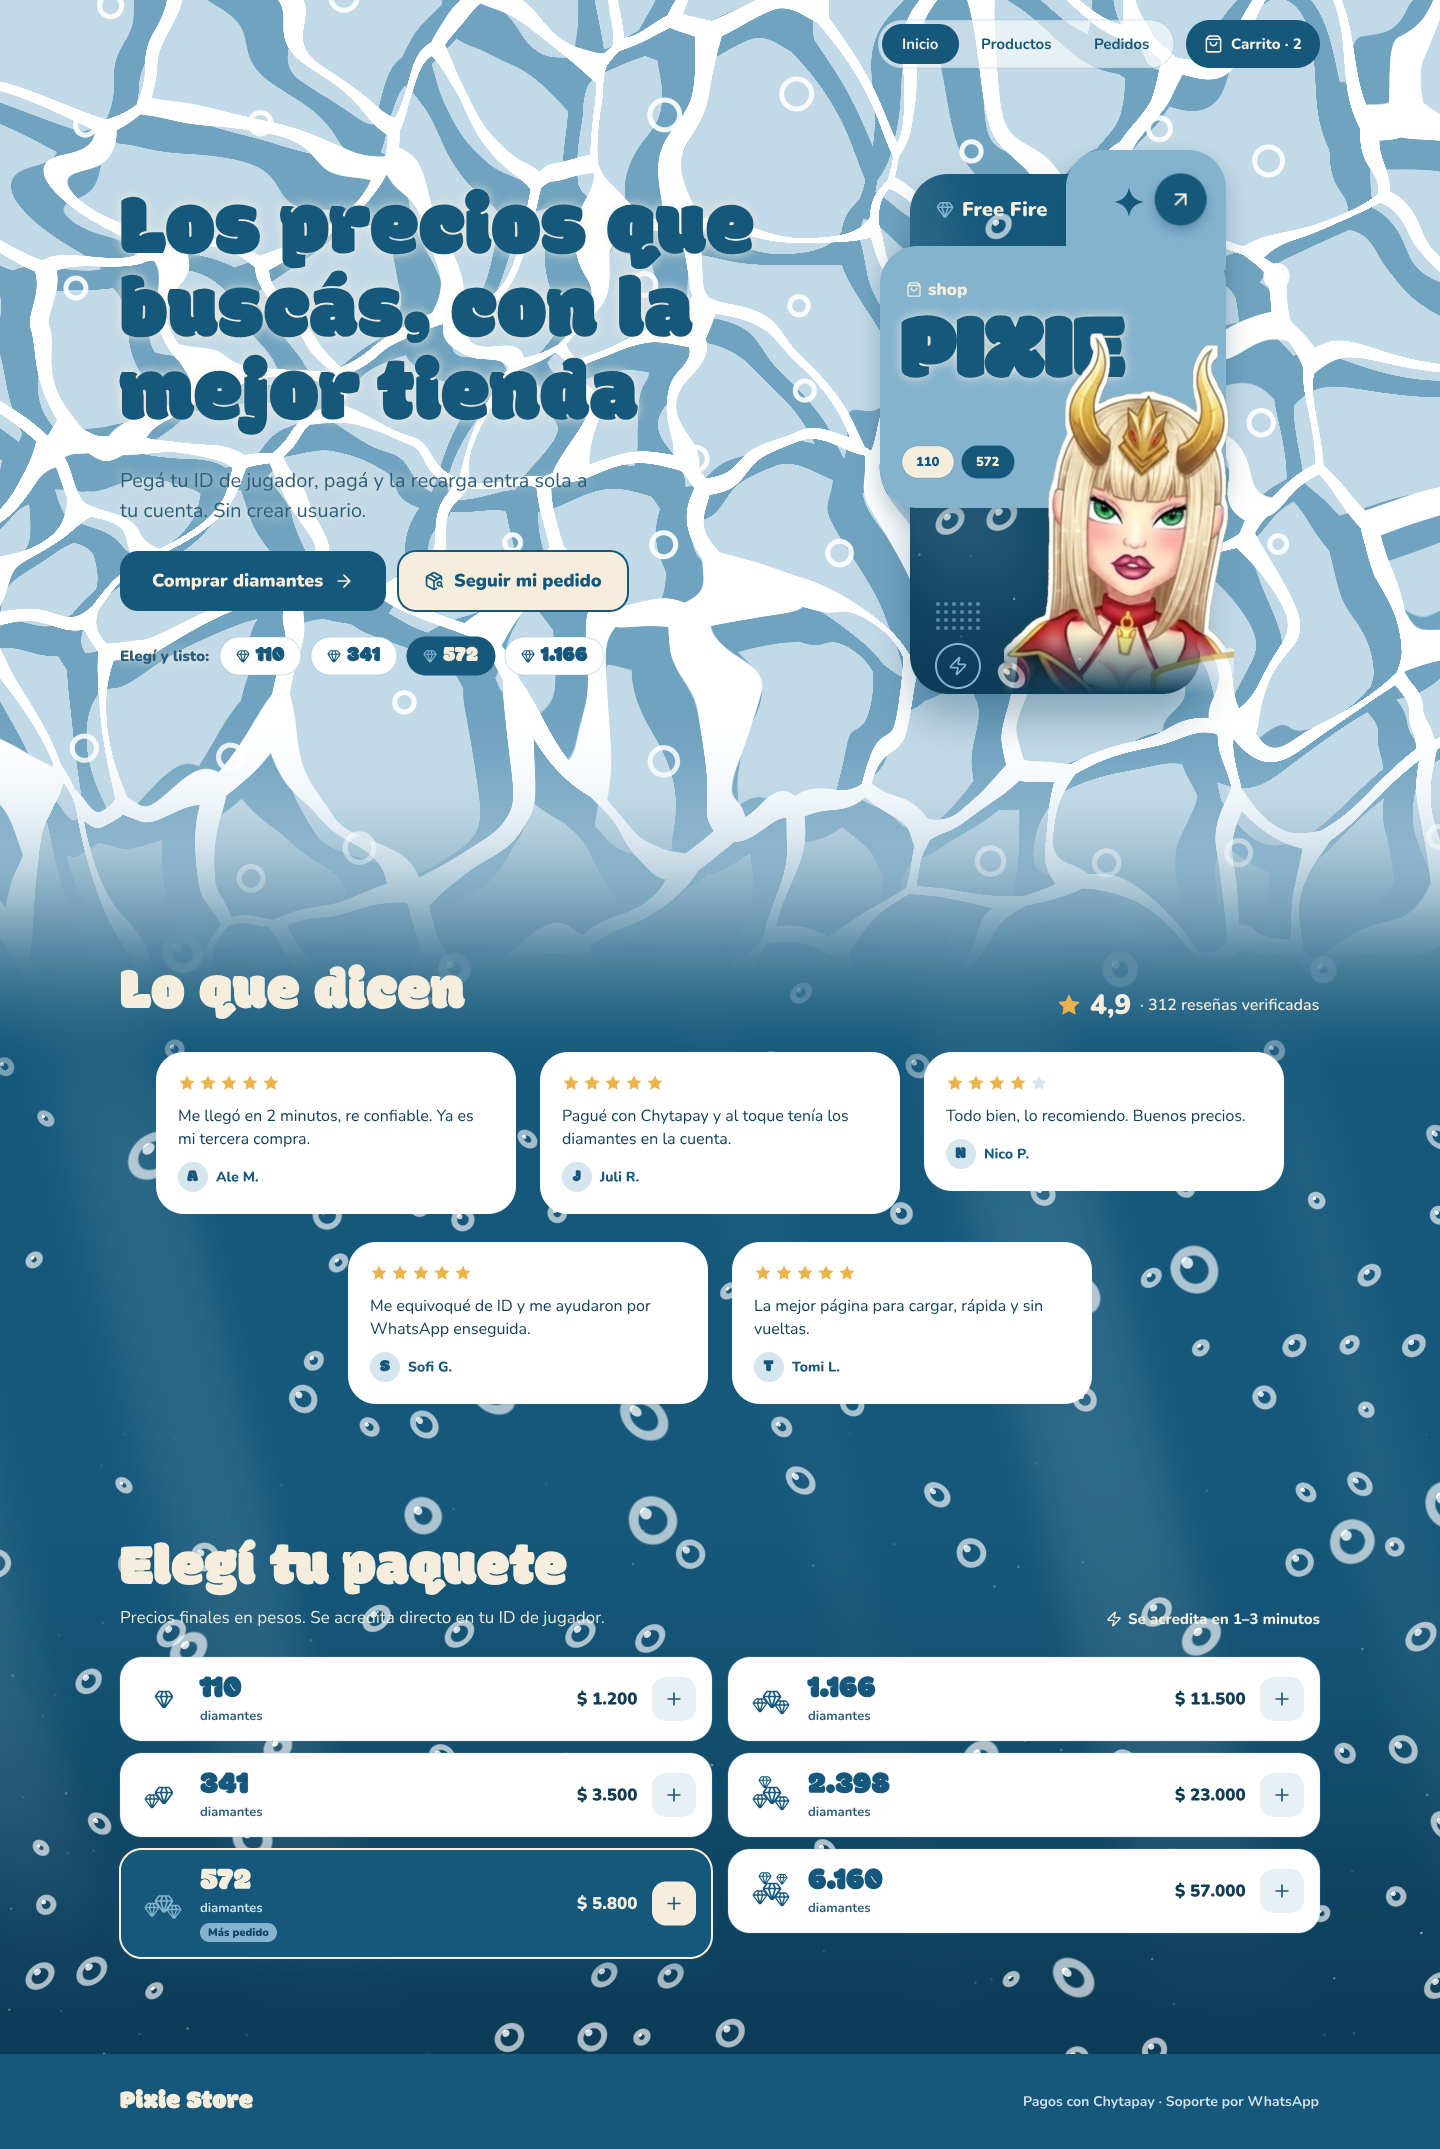 Inicio
Productos
Pedidos
Carrito · 2
Los precios que
buscás, con la
mejor tienda
Pegá tu ID de jugador, pagá y la recarga entra sola a
tu cuenta. Sin crear usuario.
Comprar diamantes
Seguir mi pedido
Elegí y listo:
110
341
572
1.166
Free Fire
shop
PIXIE
110
572
Lo que dicen
4,9 · 312 reseñas verificadas
Me llegó en 2 minutos, re confiable. Ya es
mi tercera compra.
A
Ale M.
Pagué con Chytapay y al toque tenía los
diamantes en la cuenta.
J
Juli R.
Todo bien, lo recomiendo. Buenos precios.
N
Nico P.
Me equivoqué de ID y me ayudaron por
WhatsApp enseguida.
S
Sofi G.
La mejor página para cargar, rápida y sin
vueltas.
T
Tomi L.
Elegí tu paquete
Precios finales en pesos. Se acredita directo en tu ID de jugador.
Se acredita en 1–3 minutos
110
diamantes
$ 1.200
341
diamantes
$ 3.500
572
diamantes
Más pedido
$ 5.800
1.166
diamantes
$ 11.500
2.398
diamantes
$ 23.000
6.160
diamantes
$ 57.000
Pixie Store
Pagos con Chytapay · Soporte por WhatsApp